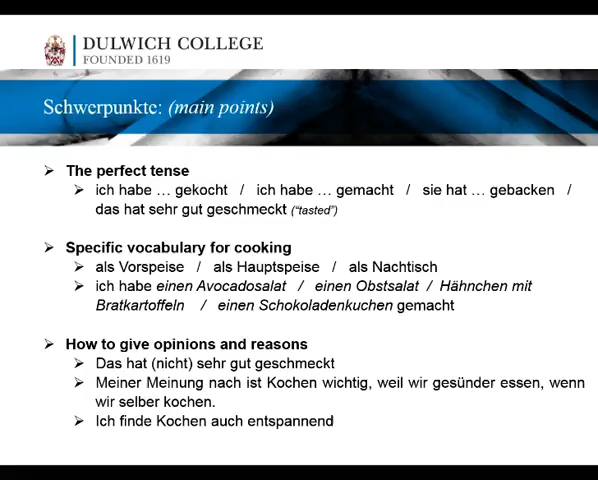 DULWICH COLLEGE
FOUNDED 1619
Schwerpunkte: (main points)
The perfect tense
ich habe … gekocht / ich habe … gemacht / sie hat … gebacken /
das hat sehr gut geschmeckt ("tasted")
Specific vocabulary for cooking
als Vorspeise / als Hauptspeise / als Nachtisch
ich habe einen Avocadosalat / einen Obstsalat / Hähnchen mit
Bratkartoffeln / einen Schokoladenkuchen gemacht
How to give opinions and reasons
Das hat (nicht) sehr gut geschmeckt
Meiner Meinung nach ist Kochen wichtig, weil wir gesünder essen, wenn
wir selber kochen.
Ich finde Kochen auch entspannend